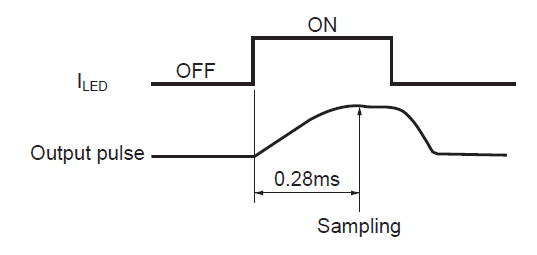 ON
OFF
I_LED
Output pulse
0.28ms
Sampling